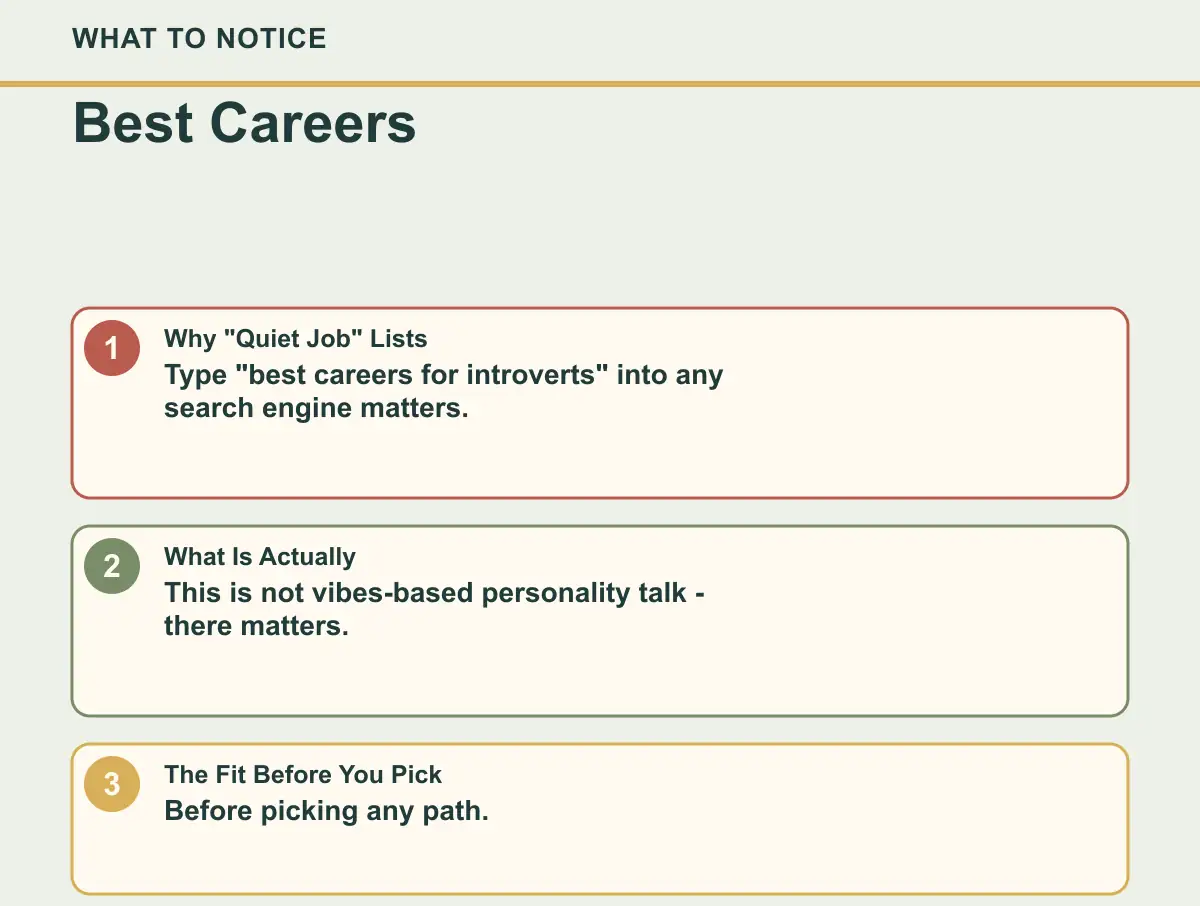 WHAT TO NOTICE
Best Careers
1
Why "Quiet Job" Lists
Type "best careers for introverts" into any
search engine matters.
2
What Is Actually
This is not vibes-based personality talk -
there matters.
3
The Fit Before You Pick
Before picking any path.